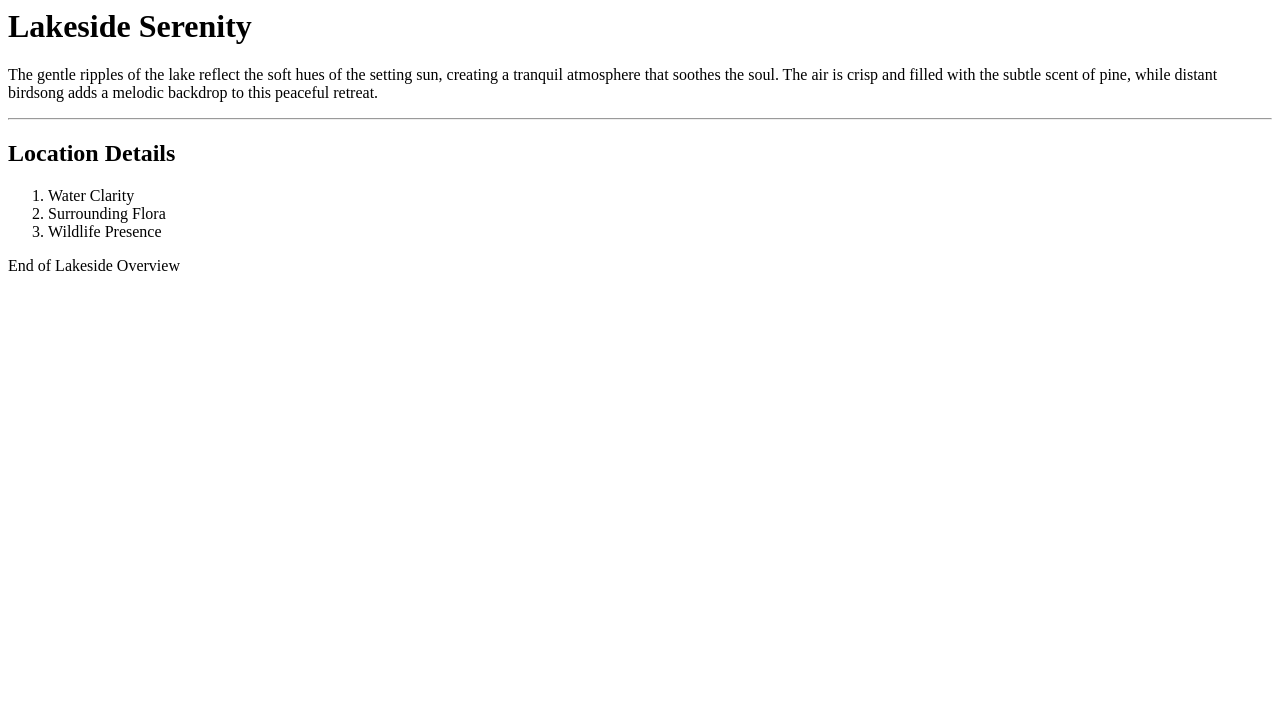 Lakeside Serenity
The gentle ripples of the lake reflect the soft hues of the setting sun, creating a tranquil atmosphere that soothes the soul. The air is crisp and filled with the subtle scent of pine, while distant
birdsong adds a melodic backdrop to this peaceful retreat.
Location Details
1. Water Clarity
2. Surrounding Flora
3. Wildlife Presence
End of Lakeside Overview